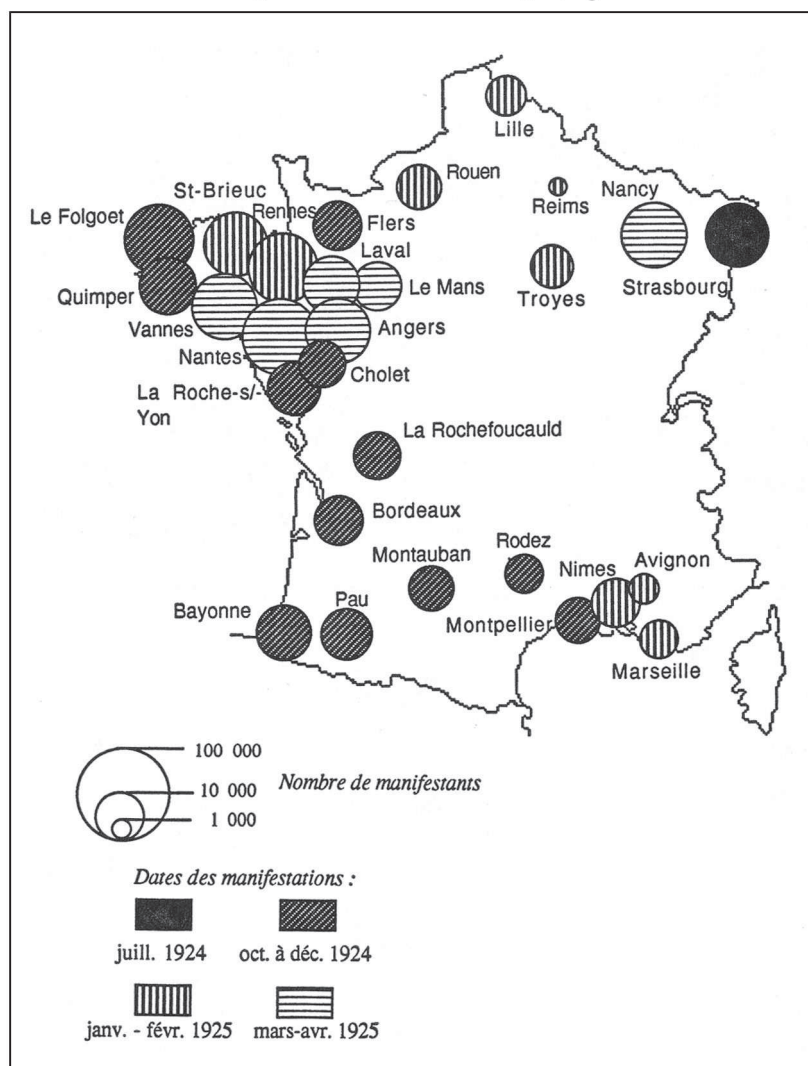 Lille
Rouen
St-Brieuc
Nancy
Rennes
Reims
Le Folgoet
Flers
Laval
Quimper
Le Mans
Troyes
Strasbourg
Vannes
Angers
Nantes
Cholet
La Roche-s/-
Yon
La Rochefoucauld
Bordeaux
Rodez
Montauban
Nimes
Avignon
Bayonne
Pau
Montpellier
Marseille
100 000
Nombre de manifestants
10 000
1 000
Dates des manifestations :
juill. 1924 oct. à déc. 1924
janv. - févr. 1925 mars-avr. 1925